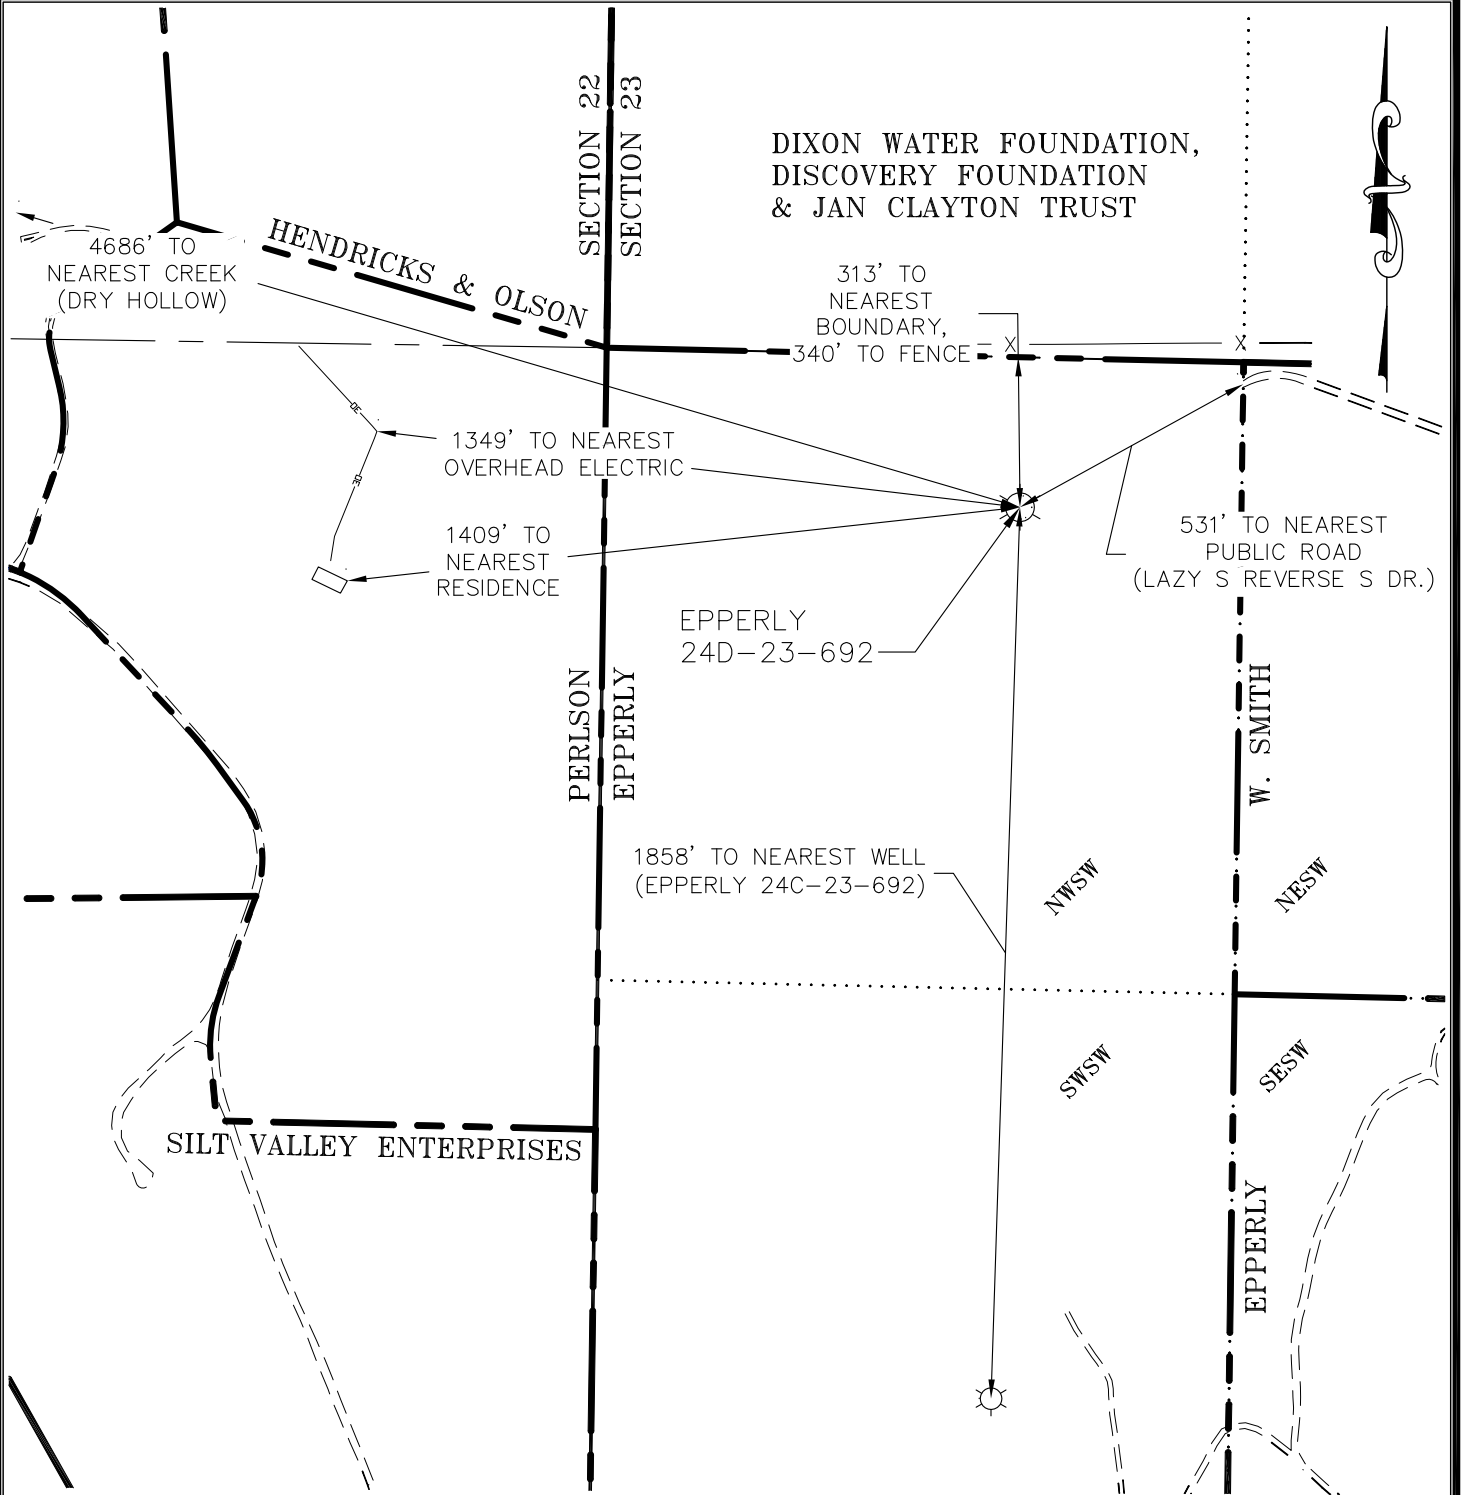 SECTION 22
SECTION 23
DIXON WATER FOUNDATION,
DISCOVERY FOUNDATION
& JAN CLAYTON TRUST
HENDRICKS & OLSON
4686' TO
NEAREST CREEK
(DRY HOLLOW)
313' TO
NEAREST
BOUNDARY,
340' TO FENCE
X
X
OE
1349' TO NEAREST
OVERHEAD ELECTRIC
OE
1409' TO
NEAREST
RESIDENCE
531' TO NEAREST
PUBLIC ROAD
(LAZY S REVERSE S DR.)
EPPERLY
24D-23-692
PERLSON
EPPERLY
W. SMITH
1858' TO NEAREST WELL
(EPPERLY 24C-23-692)
NWSW
NESW
SWSW
SESW
SILT VALLEY ENTERPRISES
EPPERLY